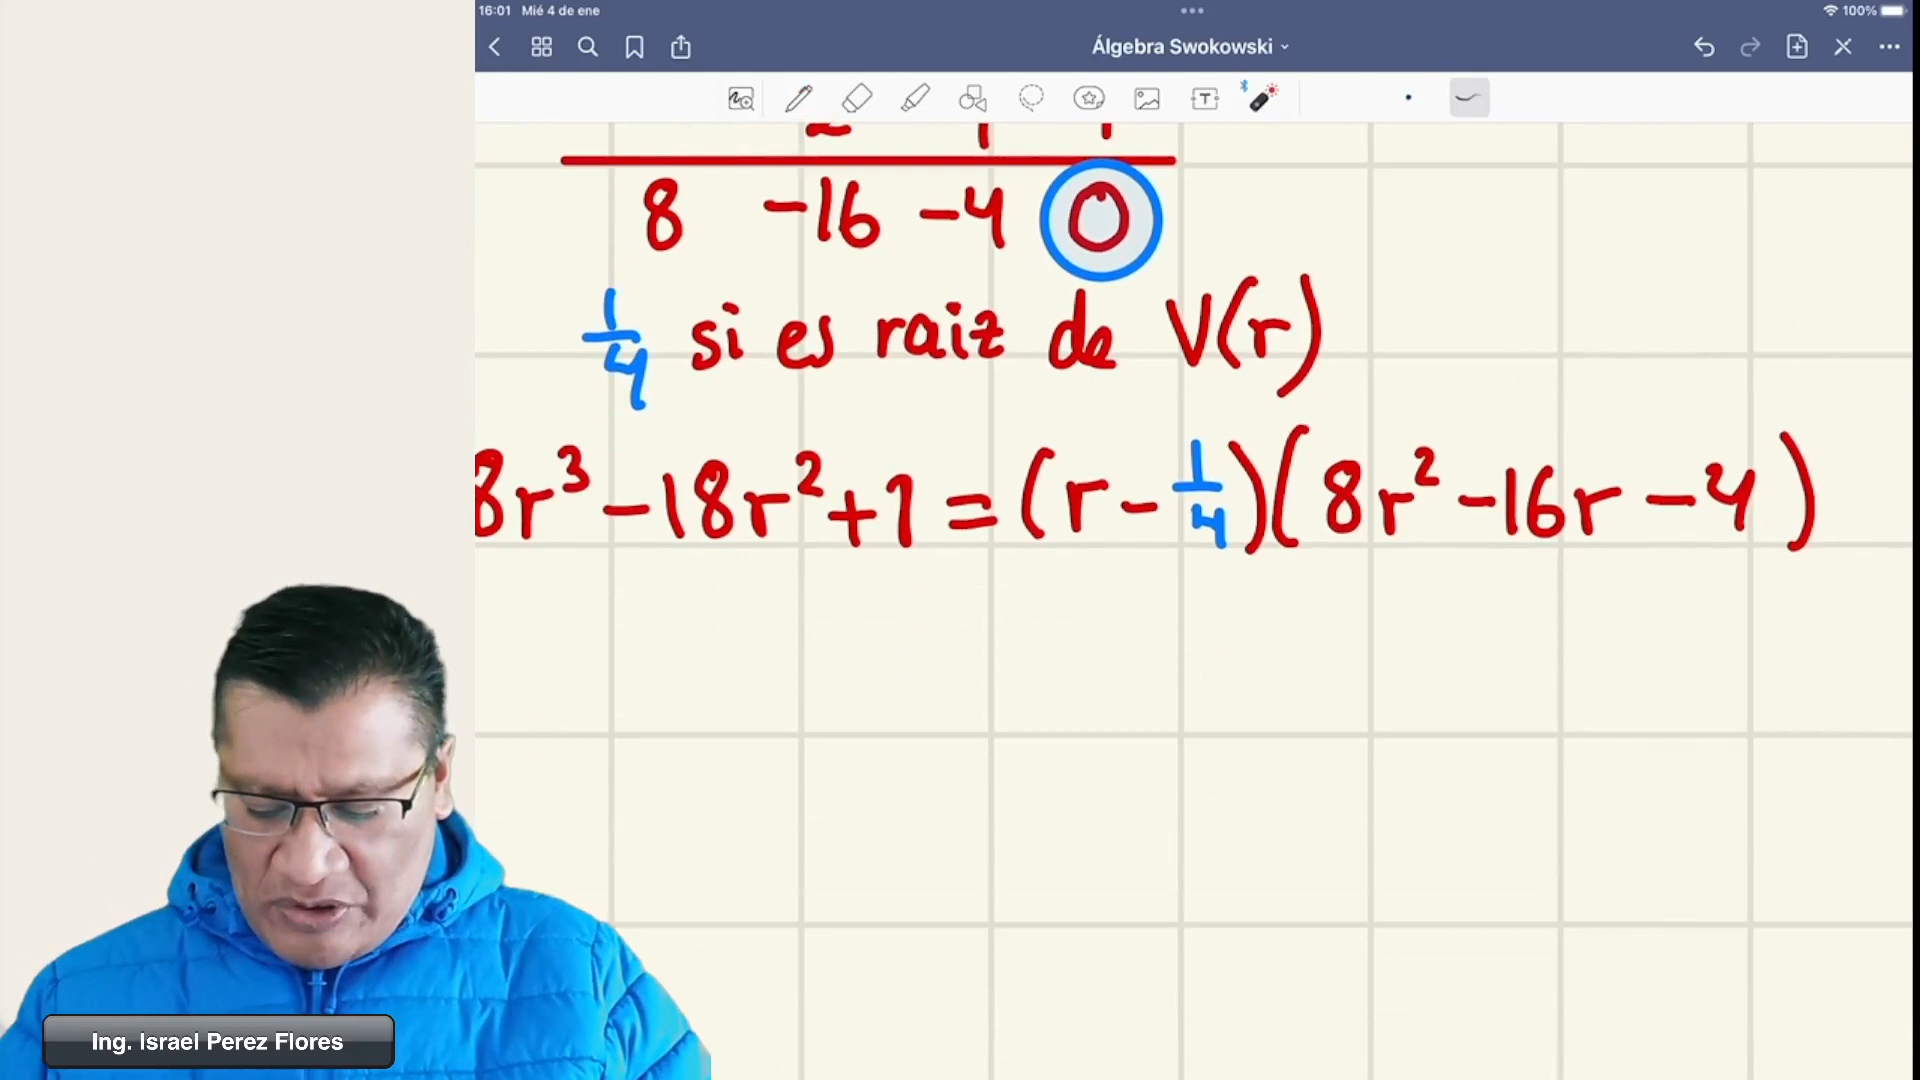 16:01 Mié 4 de ene
100%
Álgebra Swokowski
T
8 -16 -4 0
1/4 si es raiz de V(r)
8r³-18r²+1=(r-1/4)(8r²-16r-4)
Ing. Israel Perez Flores